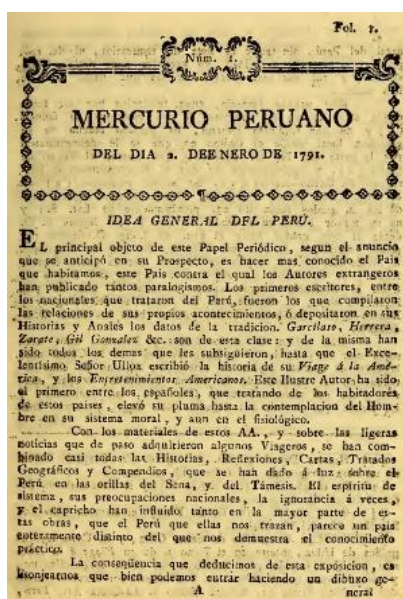 Fol. 1.
Núm. 1.
MERCURIO PERUANO
DEL DIA 2. DEE NERO DE 1791.
IDEA GENERAL DFL PERÚ.
EL principal objeto de este Papel Periódico, segun el anuncio
que se anticipó en su Prospecto, es hacer mas conocido el Pais
que habitamos, este Pais contra el qual los Autores extrangeros
han publicado tantos paralogismos. Los primeros escritores, entre
los nacionales que trataron del Perú, fueron los que compilaron
las relaciones de sus propios acontecimientos, ó depositaron en sus
Historias y Anales los datos de la tradicion. Garcilaso, Herrera,
Zarate, Gil Gonzalez &c. son de esta clase: y de la misma han
sido todos los demas que les subsiguieron, hasta que el Exce-
lentísimo Señor Ulloa escribió la historia de su Viage á la Amé-
rica, y los Entretenimientos Americanos. Este Ilustre Autor ha sido
el primero entre los españoles, que tratando de los habitadores
de estos paises, elevó su pluma hasta la contemplacion del Hom-
bre en su sistema moral, y aun en el fisiológico.
Con los materiales de estos AA., y sobre las ligeras
noticias que de paso adquirieron algunos Viageros, se han com-
binado casi todas las Historias, Reflexiones, Cartas, Tratados
Geográficos y Compendios, que se han dado á luz sobre el
Perú en las orillas del Sena, y del Támesis. El espíritu de
sistema, sus preocupaciones nacionales, la ignorancia á veces,
y el capricho han influido tanto en la mayor parte de es-
tas obras, que el Perú que ellas nos trazan, parece un pais
enteramente distinto del que nos demuestra el conocimiento
práctico.
La conseqüencia que deducimos de esta exposicion, es
lisonjearnos que bien podemos entrar haciendo un dibuxo ge-
A neral